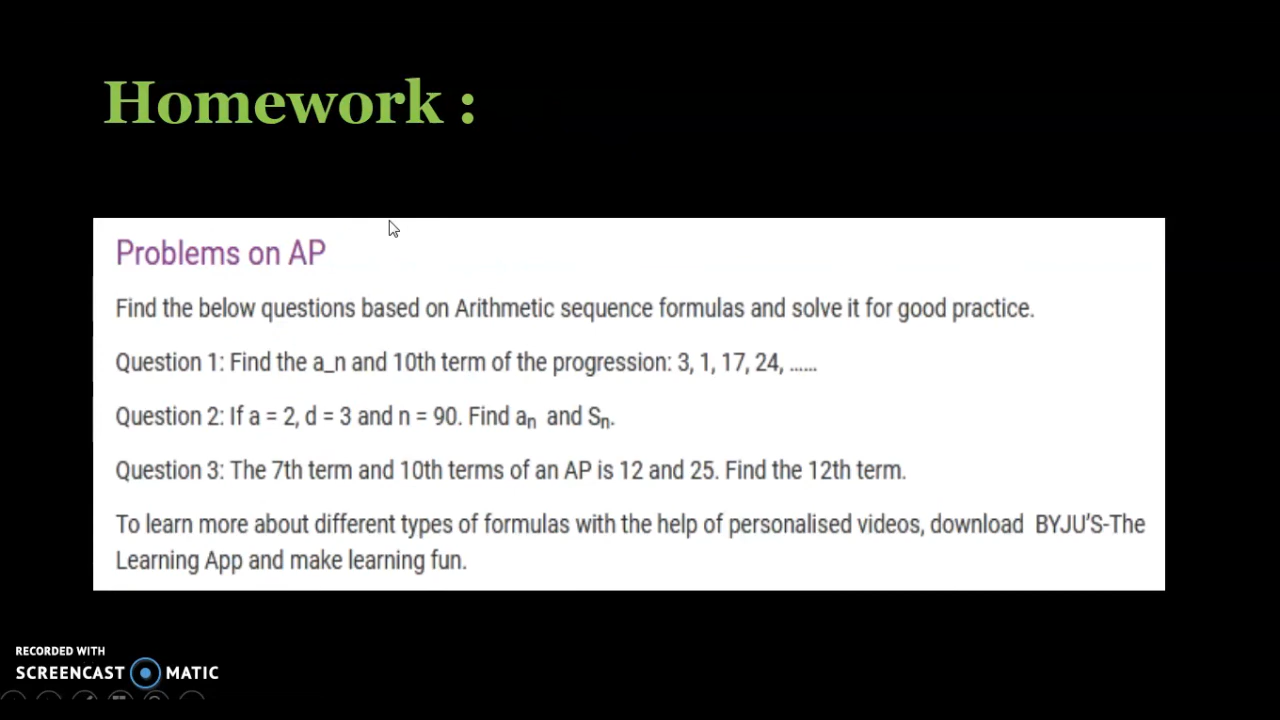 Homework :
Problems on AP
Find the below questions based on Arithmetic sequence formulas and solve it for good practice.
Question 1: Find the a_n and 10th term of the progression: 3, 1, 17, 24, ......
Question 2: If a = 2, d = 3 and n = 90. Find an and Sn.
Question 3: The 7th term and 10th terms of an AP is 12 and 25. Find the 12th term.
To learn more about different types of formulas with the help of personalised videos, download BYJU'S-The
Learning App and make learning fun.
RECORDED WITH
SCREENCAST MATIC